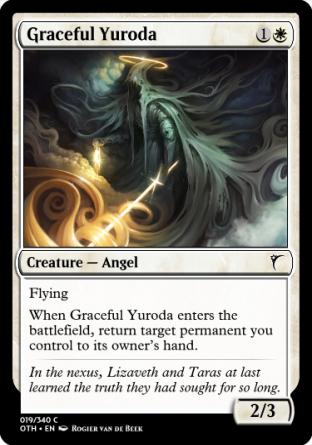 Graceful Yuroda 1
Creature — Angel
Flying
When Graceful Yuroda enters the
battlefield, return target permanent you
control to its owner's hand.
In the nexus, Lizaveth and Taras at last
learned the truth they had sought for so long.
2/3
019/340 C
OTH • EN Rogier van de Beek